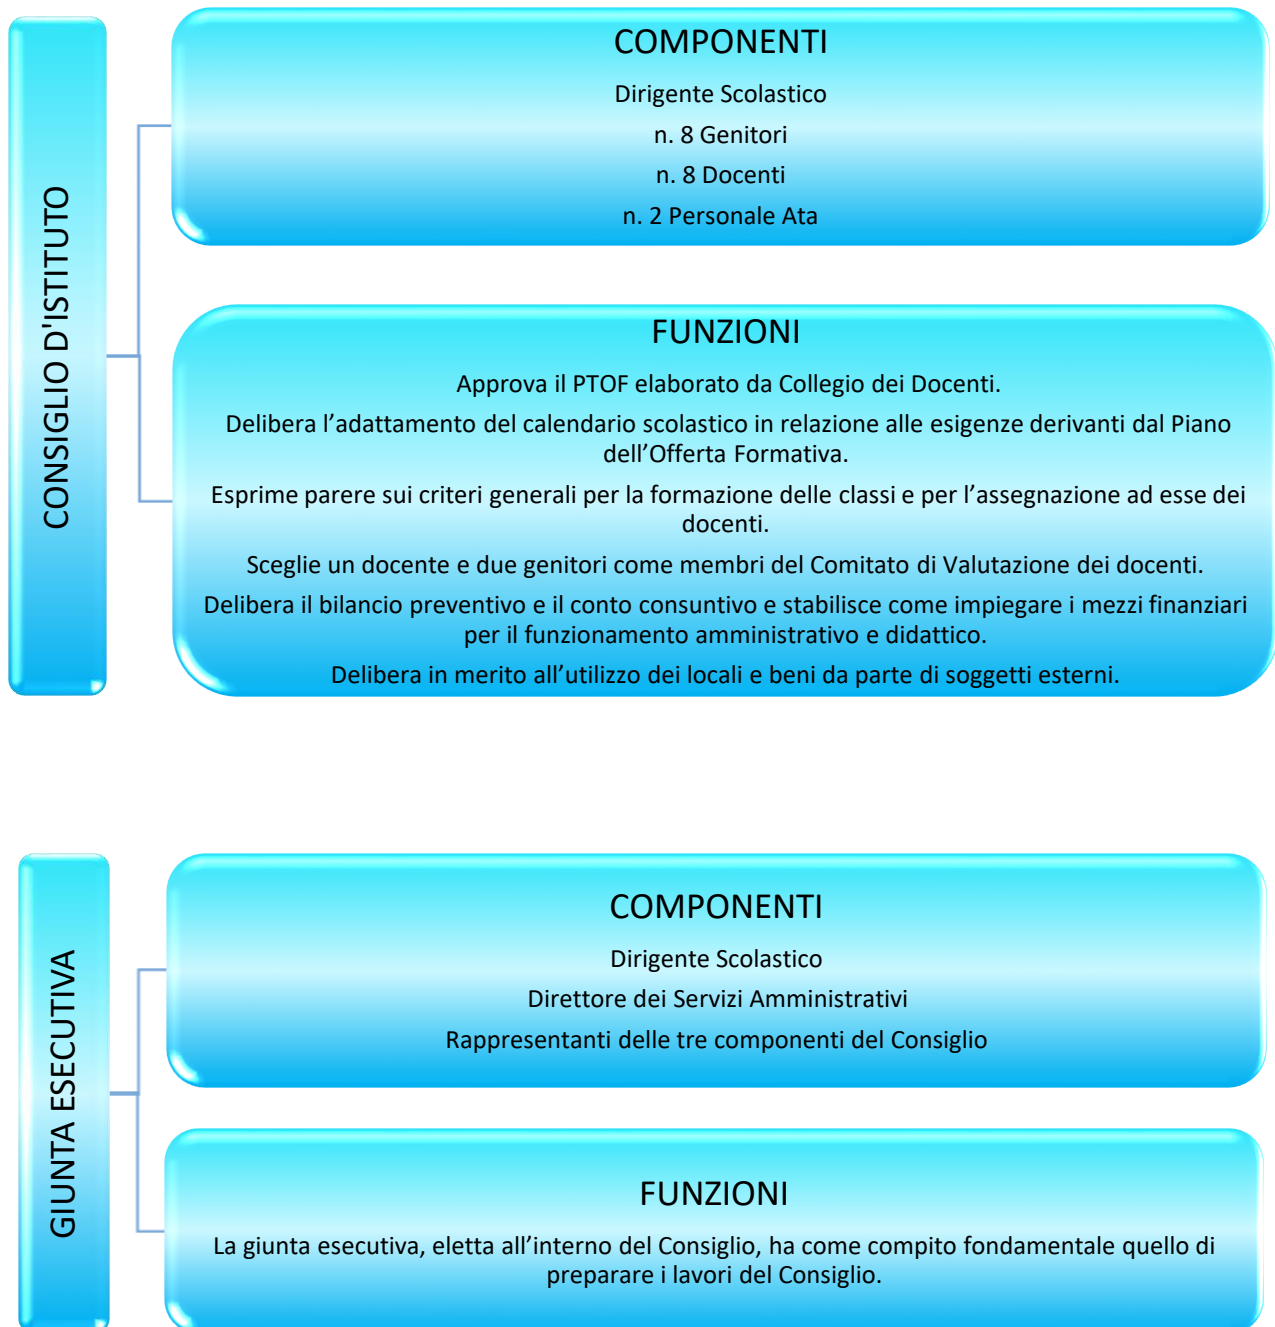 CONSIGLIO D'ISTITUTO
COMPONENTI
Dirigente Scolastico
n. 8 Genitori
n. 8 Docenti
n. 2 Personale Ata
FUNZIONI
Approva il PTOF elaborato da Collegio dei Docenti.
Delibera l’adattamento del calendario scolastico in relazione alle esigenze derivanti dal Piano
dell’Offerta Formativa.
Esprime parere sui criteri generali per la formazione delle classi e per l’assegnazione ad esse dei
docenti.
Sceglie un docente e due genitori come membri del Comitato di Valutazione dei docenti.
Delibera il bilancio preventivo e il conto consuntivo e stabilisce come impiegare i mezzi finanziari
per il funzionamento amministrativo e didattico.
Delibera in merito all’utilizzo dei locali e beni da parte di soggetti esterni.
GIUNTA ESECUTIVA
COMPONENTI
Dirigente Scolastico
Direttore dei Servizi Amministrativi
Rappresentanti delle tre componenti del Consiglio
FUNZIONI
La giunta esecutiva, eletta all’interno del Consiglio, ha come compito fondamentale quello di
preparare i lavori del Consiglio.